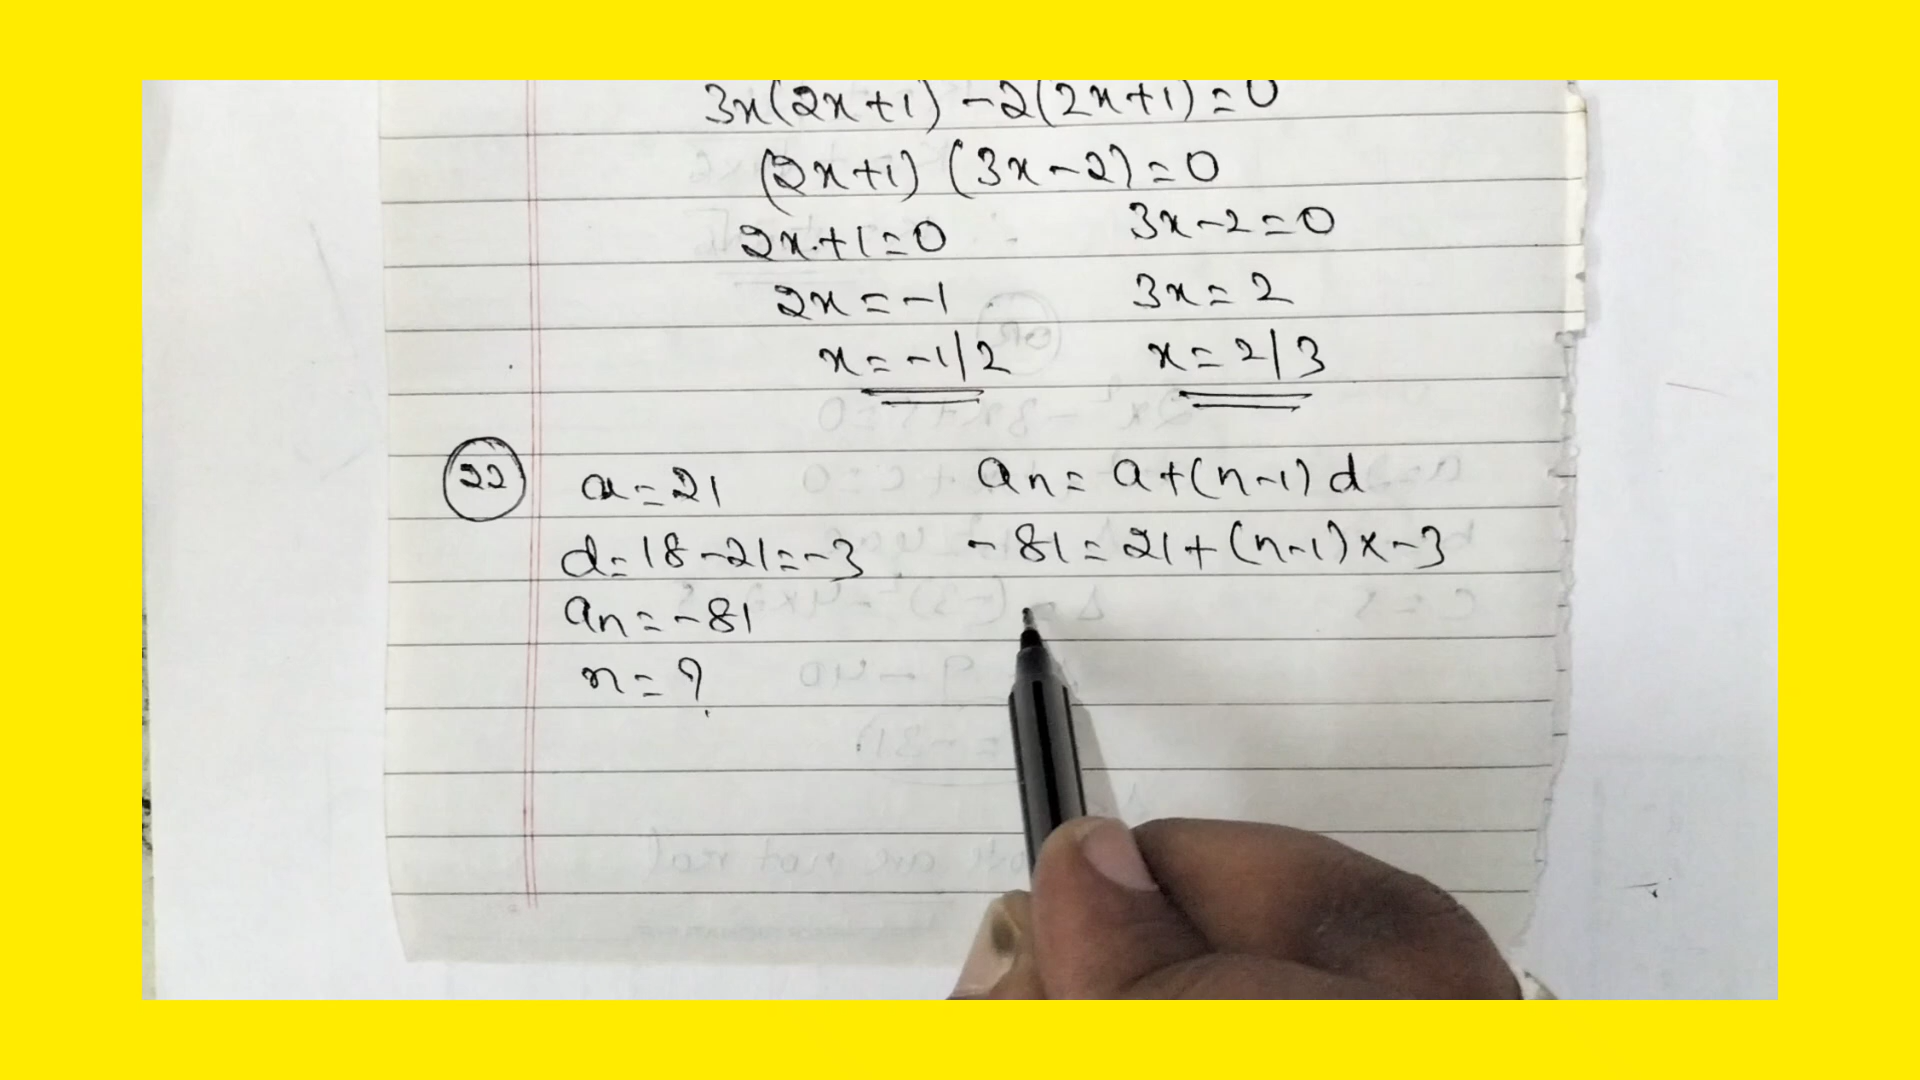 3x(2x+1) -2(2x+1)=0
(2x+1) (3x-2)=0
2x+1=0 3x-2=0
2x=-1 3x=2
x=-1/2 x=2/3
22 a=21 an=a+(n-1)d
d=18-21=-3 -81=21+(n-1)x-3
an=-81
n=?